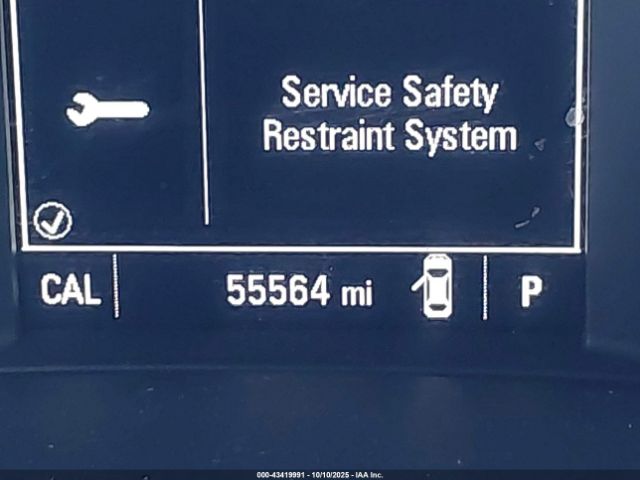 Service Safety
Restraint System
CAL 55564 mi P
000-43419991 - 10/10/2025 - IAA Inc.